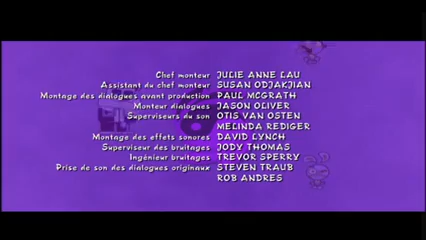 Chef monteur JULIE ANNE LAU
Assistant du chef monteur SUSAN ODJAKJIAN
Montage des dialogues avant production PAUL MCGRATH
Monteur dialogues JASON OLIVER
Superviseurs du son OTIS VAN OSTEN
MELINDA REDIGER
Montage des effets sonores DAVID LYNCH
Superviseur des bruitages JODY THOMAS
Ingénieur bruitages TREVOR SPERRY
Prise de son des dialogues originaux STEVEN TRAUB
ROB ANDRES